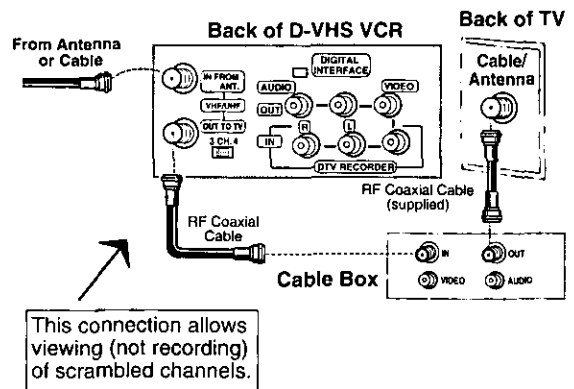 Back of D-VHS VCR
Back of TV
From Antenna
or Cable
Cable/
Antenna
IN FROM
ANT.
VHF/UHF
OUT TO TV
3 CH. 4
DIGITAL
INTERFACE
AUDIO
VIDEO
OUT
R
L
IN
DTV RECORDER
RF Coaxial Cable
(supplied)
RF Coaxial
Cable
IN
OUT
Cable Box
VIDEO
AUDIO
This connection allows
viewing (not recording)
of scrambled channels.